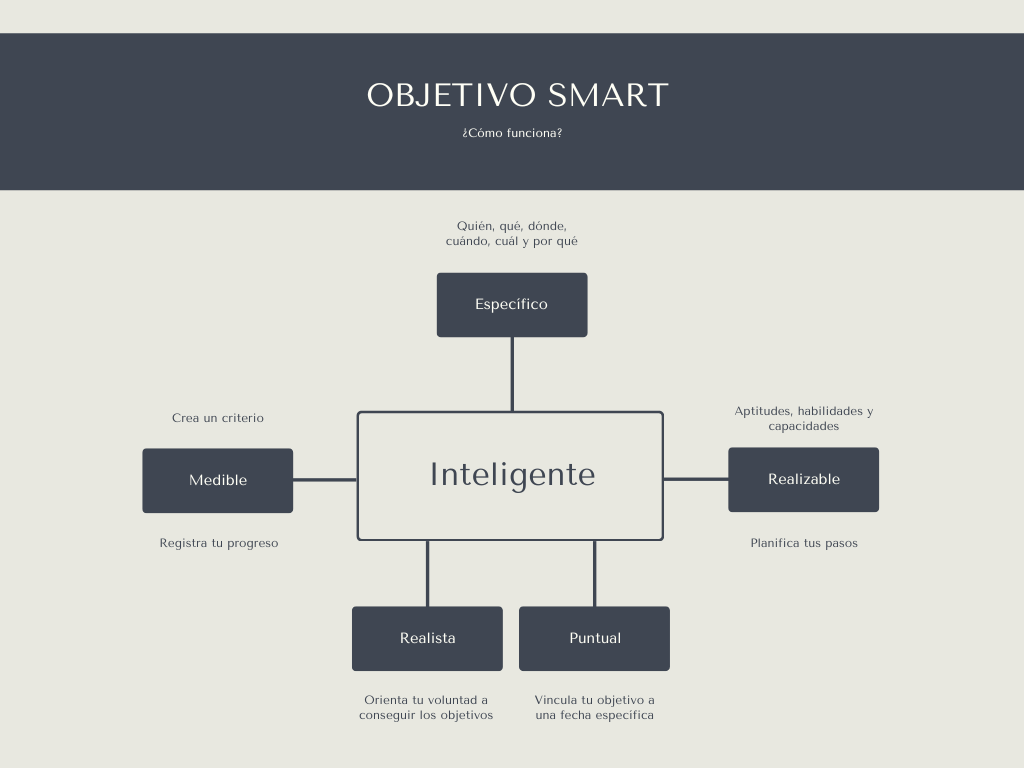 OBJETIVO SMART
¿Cómo funciona?
Quién, qué, dónde,
cuándo, cuál y por qué
Específico
Crea un criterio
Medible
Registra tu progreso
Inteligente
Aptitudes, habilidades y
capacidades
Realizable
Planifica tus pasos
Realista
Orienta tu voluntad a
conseguir los objetivos
Puntual
Vincula tu objetivo a
una fecha específica